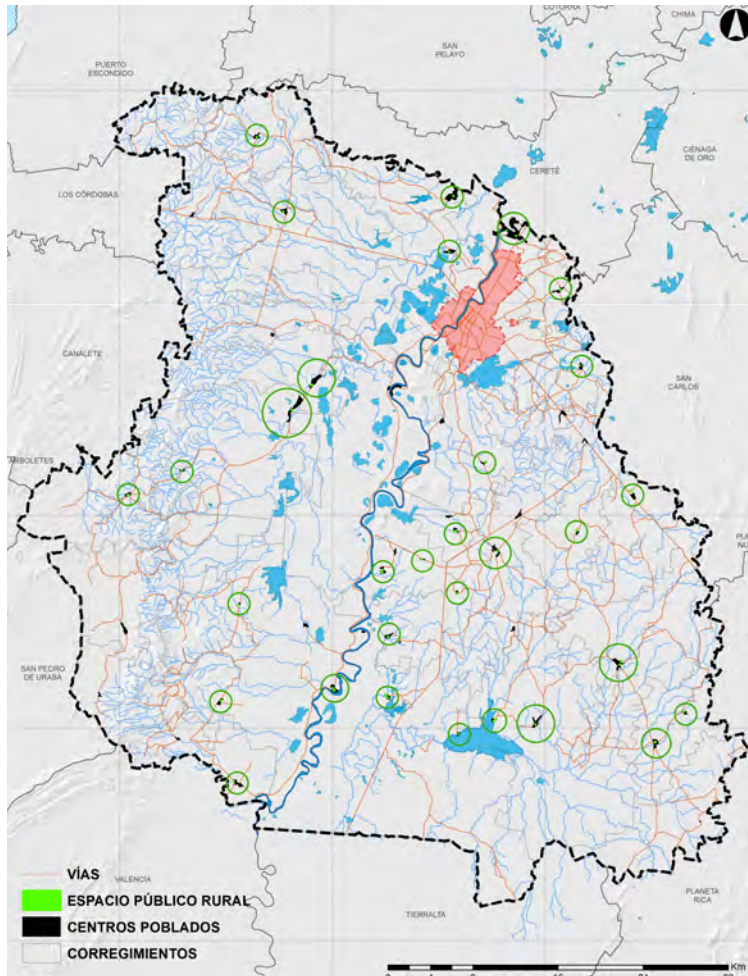 COTORRA
CHIMA
SAN
PELAYO
PUERTO
ESCONDIDO
CIÉNAGA
DE ORO
CERETÉ
LOS CÓRDOBAS
CANALETE
SAN
CARLOS
ARBOLETES
SAN PEDRO
DE URABÁ
VALENCIA
TIERRALTA
PLANETA
RICA
VÍAS
ESPACIO PÚBLICO RURAL
CENTROS POBLADOS
CORREGIMIENTOS
Km